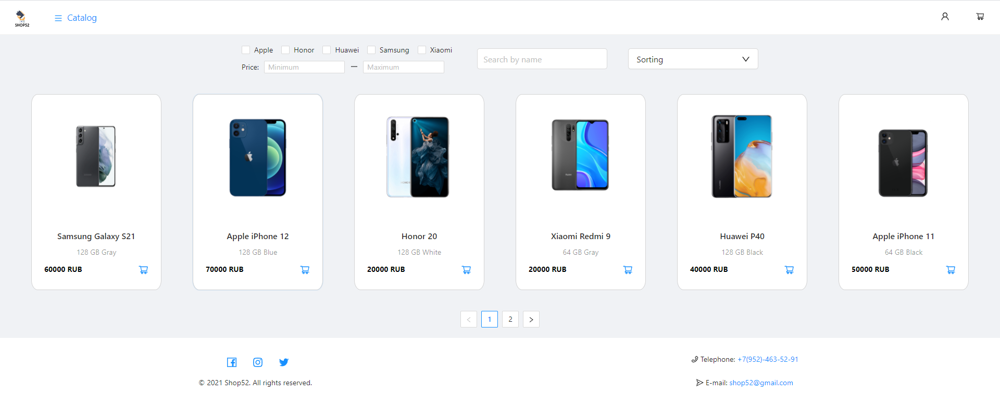 SHOP52
Catalog
Apple Honor Huawei Samsung Xiaomi
Price: Minimum — Maximum
Search by name
Sorting
Samsung Galaxy S21
128 GB Gray
60000 RUB
Apple iPhone 12
128 GB Blue
70000 RUB
Honor 20
128 GB White
20000 RUB
Xiaomi Redmi 9
64 GB Gray
20000 RUB
Huawei P40
128 GB Black
40000 RUB
Apple iPhone 11
64 GB Black
50000 RUB
< 1 2 >
© 2021 Shop52. All rights reserved.
Telephone: +7(952)-463-52-91
E-mail: shop52@gmail.com